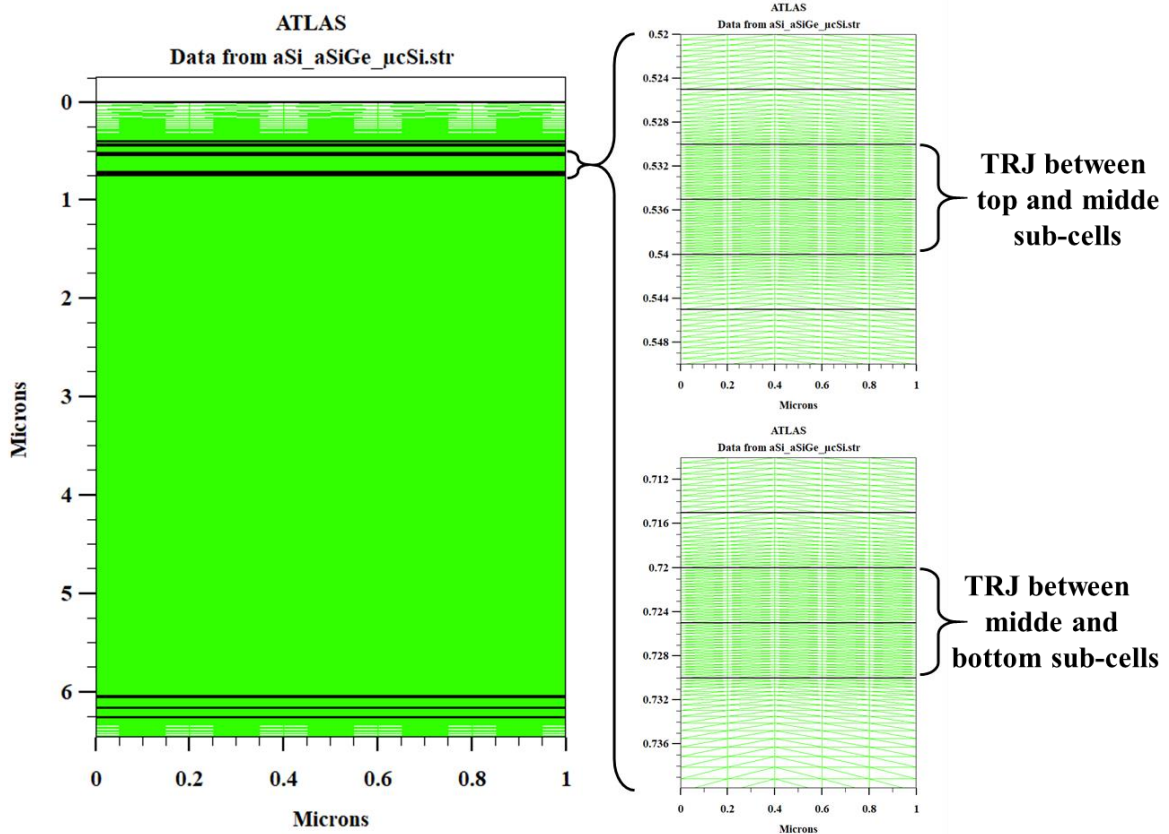 ATLAS
Data from aSi_aSiGe_µcSi.str
0
1
2
3
4
5
6
Microns
0
0.2
0.4
0.6
0.8
1
Microns
ATLAS
Data from aSi_aSiGe_µcSi.str
0.52
0.524
0.528
0.532
0.536
0.54
0.544
0.548
0
0.2
0.4
0.6
0.8
1
Microns
TRJ between
top and midde
sub-cells
ATLAS
Data from aSi_aSiGe_µcSi.str
0.712
0.716
0.72
0.724
0.728
0.732
0.736
0
0.2
0.4
0.6
0.8
1
Microns
TRJ between
midde and
bottom sub-cells